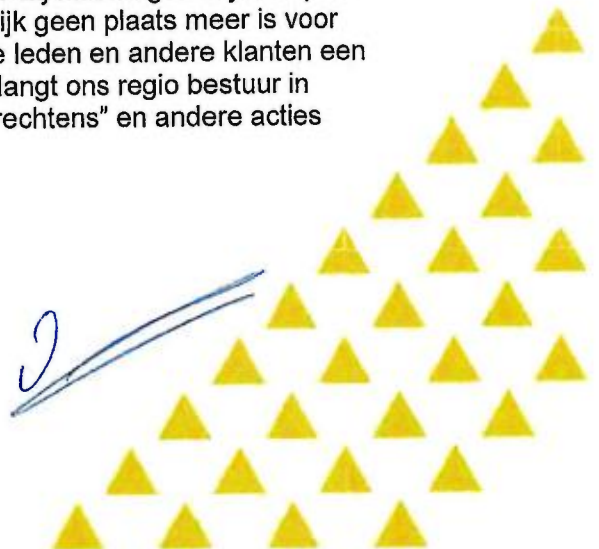 ijk geen plaats meer is voor
e leden en andere klanten een
langt ons regio bestuur in
rechtens" en andere acties